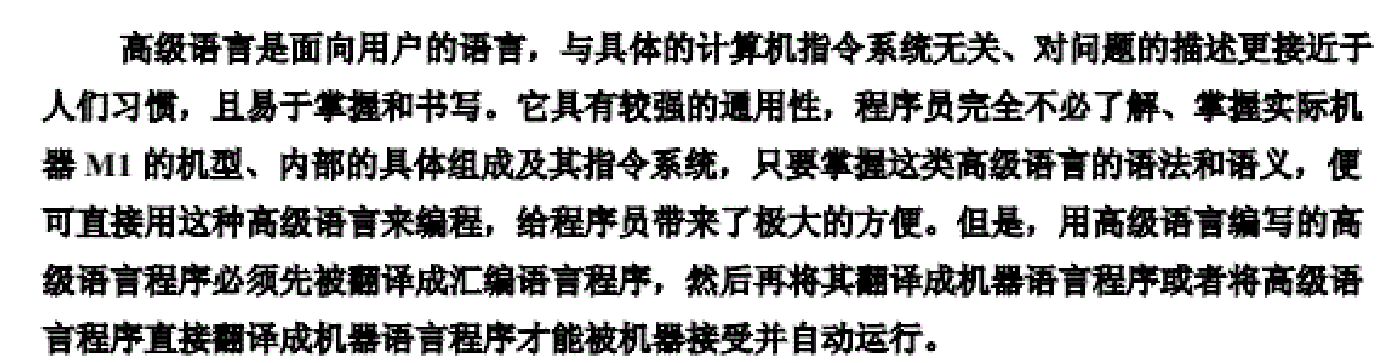 高级语言是面向用户的语言，与具体的计算机指令系统无关、对问题的描述更接近于
人们习惯，且易于掌握和书写。它具有较强的通用性，程序员完全不必了解、掌握实际机
器 M1 的机型、内部的具体组成及其指令系统，只要掌握这类高级语言的语法和语义，便
可直接用这种高级语言来编程，给程序员带来了极大的方便。但是，用高级语言编写的高
级语言程序必须先被翻译成汇编语言程序，然后再将其翻译成机器语言程序或者将高级语
言程序直接翻译成机器语言程序才能被机器接受并自动运行。